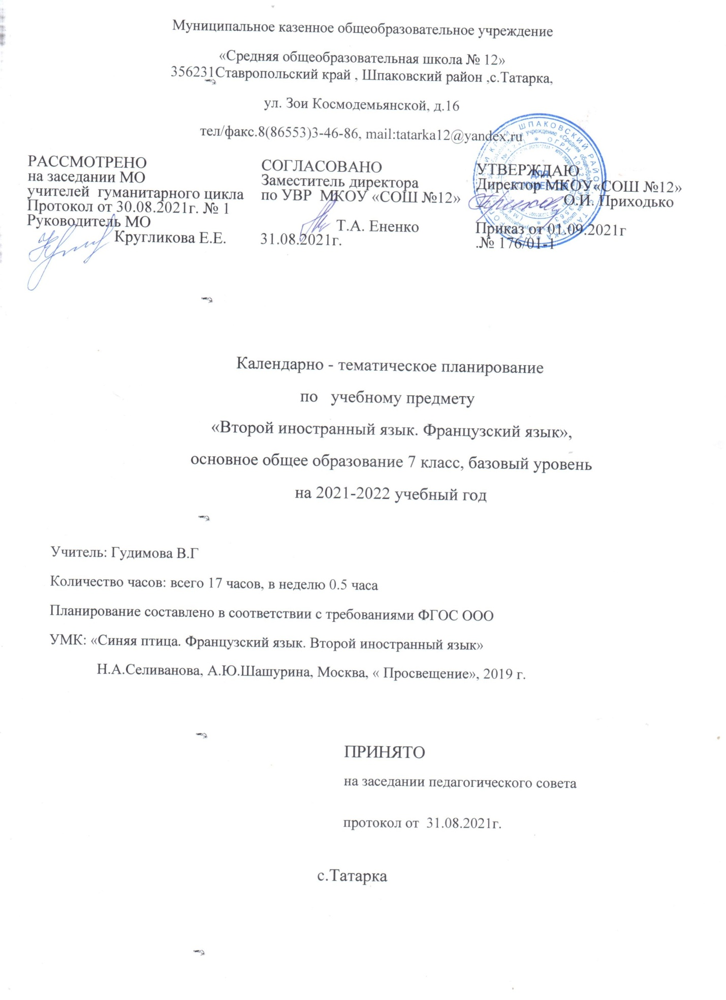 Муниципальное казенное общеобразовательное учреждение
«Средняя общеобразовательная школа № 12»
356231Ставропольский край , Шпаковский район ,с.Татарка,
ул. Зои Космодемьянской, д.16
тел/факс.8(86553)3-46-86, mail:tatarka12@yandex.ru
РАССМОТРЕНО
на заседании МО
учителей гуманитарного цикла
Протокол от 30.08.2021г. № 1
Руководитель МО
Кругликова Е.Е.
СОГЛАСОВАНО
Заместитель директора
по УВР МКОУ «СОШ №12»
Т.А. Ененко
31.08.2021г.
УТВЕРЖДАЮ
Директор МКОУ«СОШ №12»
О.И. Приходько
Приказ от 01.09.2021г
.№ 176/01-1
ШПАКОВСКИЙ РАЙОН
ДЛЯ
ДОКУМЕНТОВ
Календарно - тематическое планирование
по учебному предмету
«Второй иностранный язык. Французский язык»,
основное общее образование 7 класс, базовый уровень
на 2021-2022 учебный год
Учитель: Гудимова В.Г
Количество часов: всего 17 часов, в неделю 0.5 часа
Планирование составлено в соответствии с требованиями ФГОС ООО
УМК: «Синяя птица. Французский язык. Второй иностранный язык»
Н.А.Селиванова, А.Ю.Шашурина, Москва, « Просвещение», 2019 г.
ПРИНЯТО
на заседании педагогического совета
протокол от 31.08.2021г.
с.Татарка